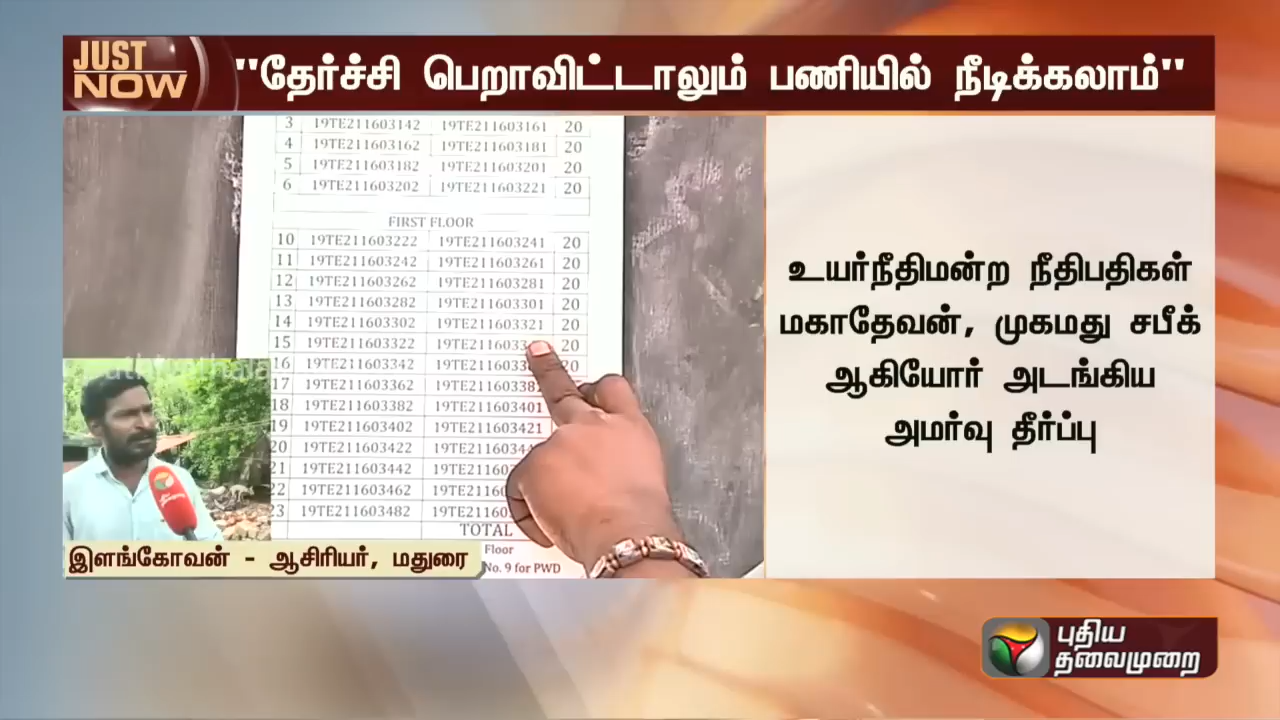 JUST
NOW
"தேர்ச்சி பெறாவிட்டாலும் பணியில் நீடிக்கலாம்"
3 19TE211603142 19TE211603161 20
4 19TE211603162 19TE211603181 20
5 19TE211603182 19TE211603201 20
6 19TE211603202 19TE211603221 20
FIRST FLOOR
10 19TE211603222 19TE211603241 20
11 19TE211603242 19TE211603261 20
12 19TE211603262 19TE211603281 20
13 19TE211603282 19TE211603301 20
14 19TE211603302 19TE211603321 20
15 19TE211603322 20
16 19TE211603342 20
17 19TE211603362
18 19TE211603382 19TE211603401
19 19TE211603402 19TE211603421
20 19TE211603422
21 19TE211603442
22 19TE211603462
23 19TE211603482
TOTAL
Floor
No. 9 for PWD
இளங்கோவன் - ஆசிரியர், மதுரை
உயர்நீதிமன்ற நீதிபதிகள்
மகாதேவன், முகமது சபீக்
ஆகியோர் அடங்கிய
அமர்வு தீர்ப்பு
புதிய
தலைமுறை